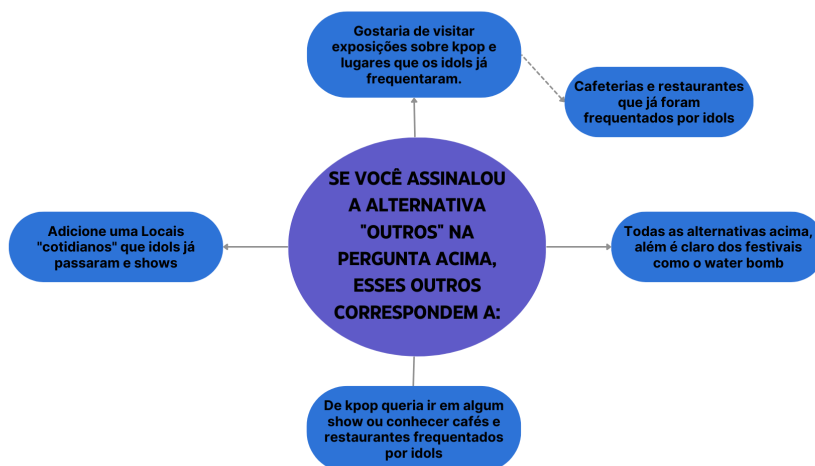 Gostaria de visitar
exposições sobre kpop e
lugares que os idols já
frequentaram.
Cafeterias e restaurantes
que já foram
frequentados por idols
SE VOCÊ ASSINALOU
A ALTERNATIVA
"OUTROS" NA
PERGUNTA ACIMA,
ESSES OUTROS
CORRESPONDEM A:
Adicione uma Locais
"cotidianos" que idols já
passaram e shows
Todas as alternativas acima,
além é claro dos festivais
como o water bomb
De kpop queria ir em algum
show ou conhecer cafés e
restaurantes frequentados
por idols